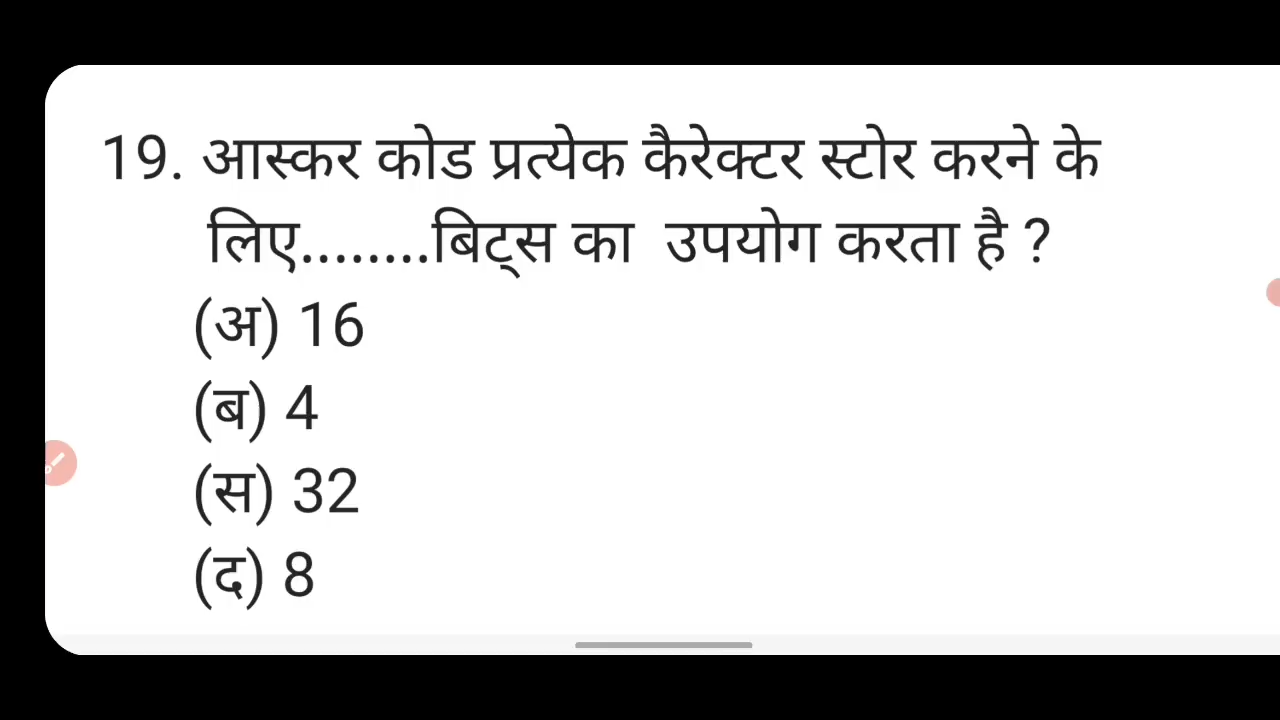 19. आस्कर कोड प्रत्येक कैरेक्टर स्टोर करने के
लिए........बिट्स का उपयोग करता है ?
(अ) 16
(ब) 4
(स) 32
(द) 8